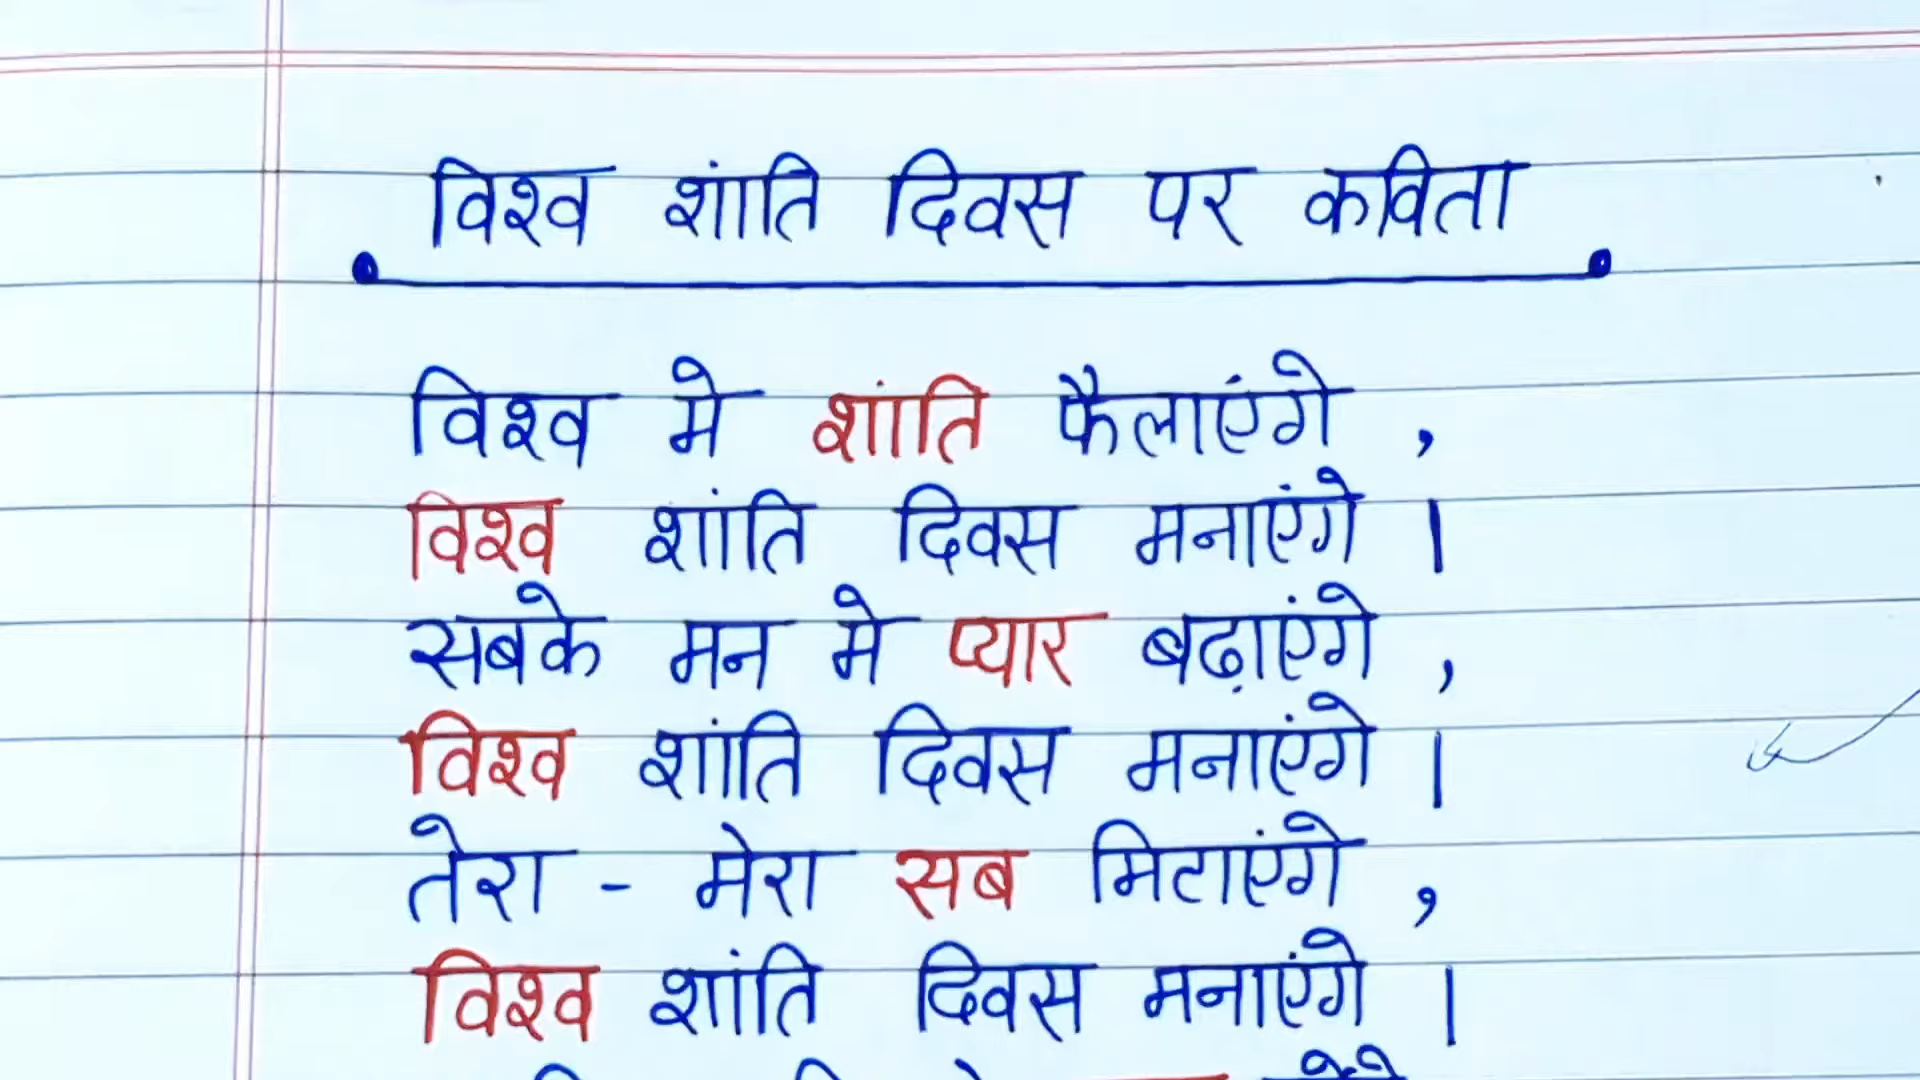 विश्व शांति दिवस पर कविता
विश्व मे शांति फैलाएंगे ,
विश्व शांति दिवस मनाएंगे ।
सबके मन मे प्यार बढ़ाएंगे ,
विश्व शांति दिवस मनाएंगे ।
तेरा - मेरा सब मिटाएंगे ,
विश्व शांति दिवस मनाएंगे ।